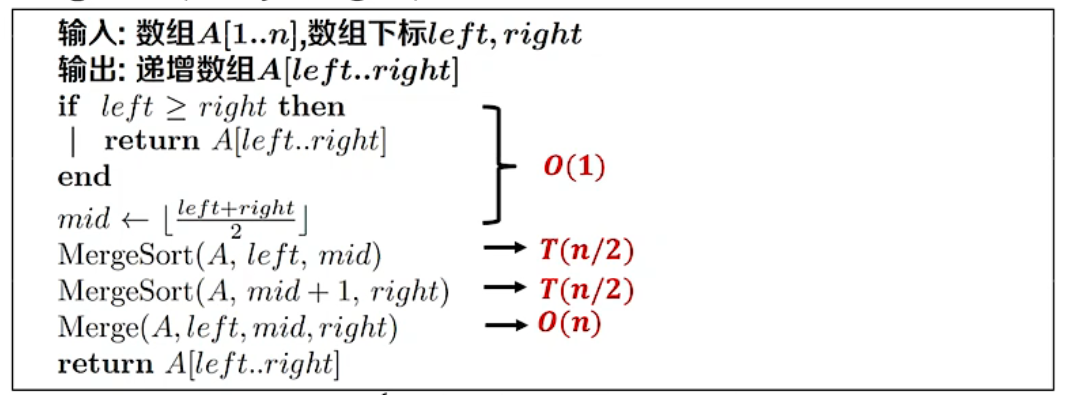 输入: 数组A[1..n],数组下标left, right
输出: 递增数组A[left..right]
if left ≥ right then
| return A[left..right]
end
O(1)
mid ← ⌊(left+right)/2⌋
MergeSort(A, left, mid) → T(n/2)
MergeSort(A, mid + 1, right) → T(n/2)
Merge(A, left, mid, right) → O(n)
return A[left..right]